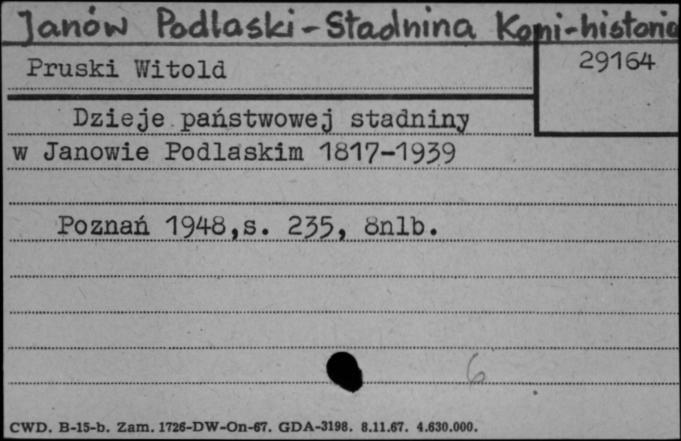 Janów Podlaski - Stadnina Koni - historia
Pruski Witold
29164
Dzieje państwowej stadniny
w Janowie Podlaskim 1817-1939
Poznań 1948,s. 235, 8nlb.
6
CWD. B-15-b. Zam. 1726-DW-On-67. GDA-3198. 8.11.67. 4.630.000.